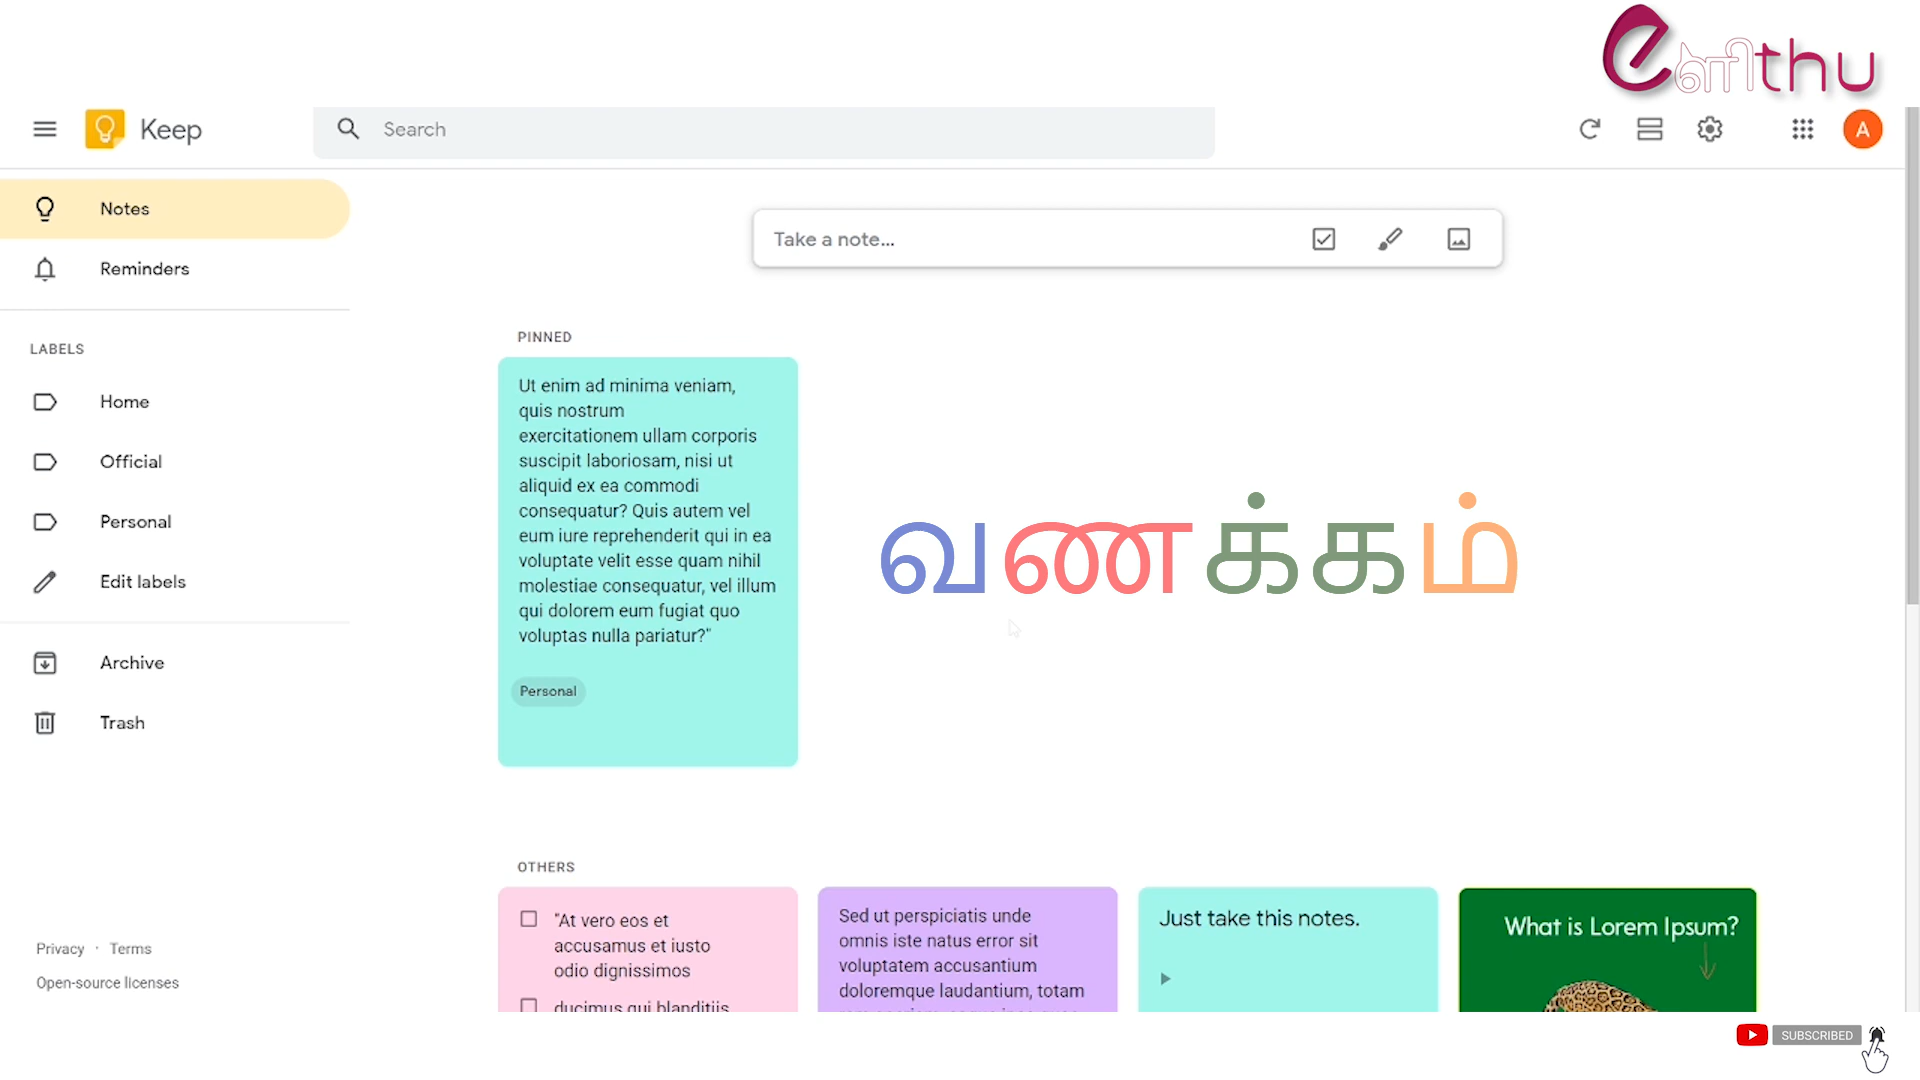 eளிthu
Keep
Search
Notes
Reminders
LABELS
Home
Official
Personal
Edit labels
Archive
Trash
Privacy · Terms
Open-source licenses
Take a note...
PINNED
Ut enim ad minima veniam,
quis nostrum
exercitationem ullam corporis
suscipit laboriosam, nisi ut
aliquid ex ea commodi
consequatur? Quis autem vel
eum iure reprehenderit qui in ea
voluptate velit esse quam nihil
molestiae consequatur, vel illum
qui dolorem eum fugiat quo
voluptas nulla pariatur?"
Personal
வணக்கம்
OTHERS
"At vero eos et
accusamus et iusto
odio dignissimos
ducimus qui blanditiis
Sed ut perspiciatis unde
omnis iste natus error sit
voluptatem accusantium
doloremque laudantium, totam
Just take this notes.
What is Lorem Ipsum?
A
SUBSCRIBED